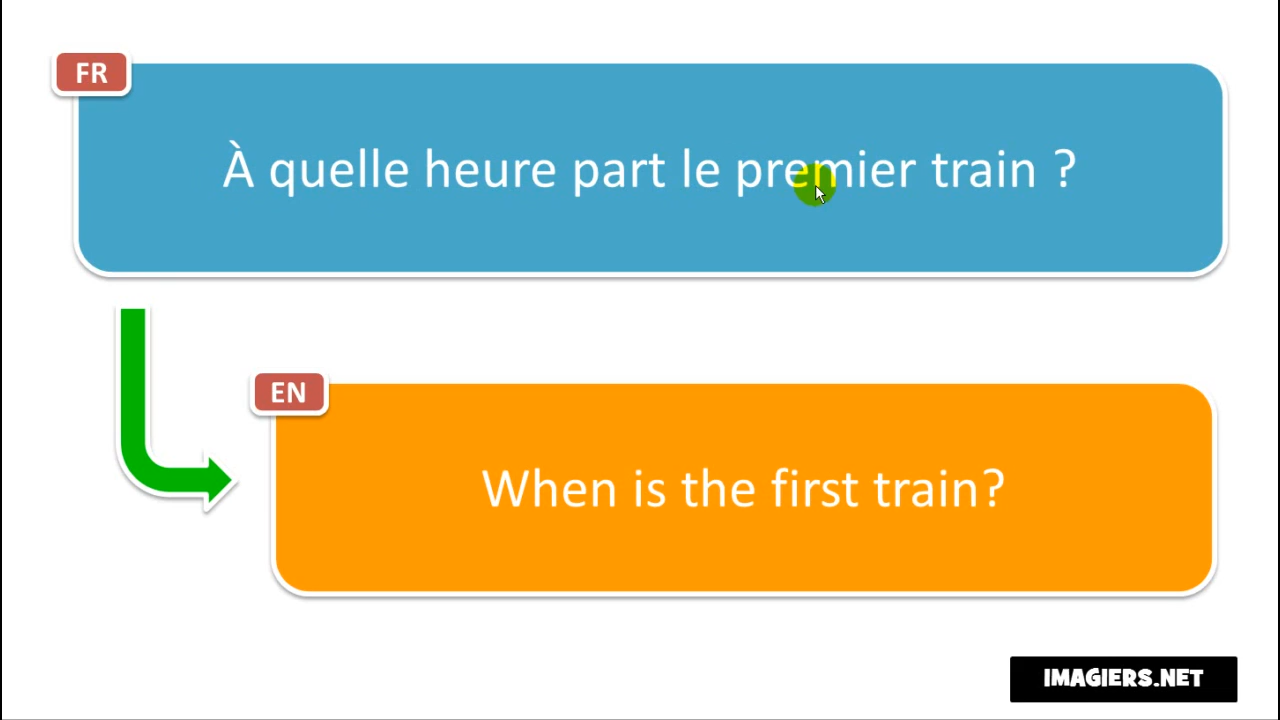 FR
À quelle heure part le premier train ?
EN
When is the first train?
IMAGIERS.NET